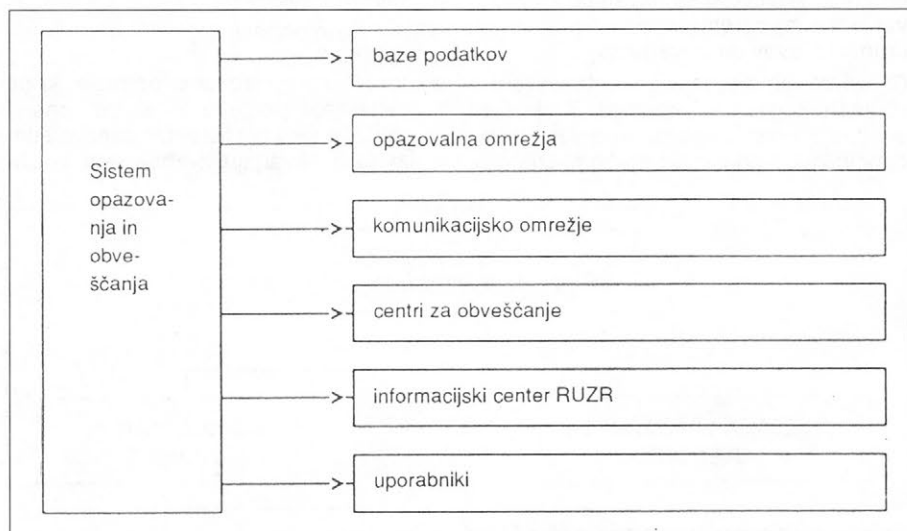 Sistem
opazova-
nja in
obve-
ščanja
baze podatkov
opazovalna omrežja
komunikacijsko omrežje
centri za obveščanje
informacijski center RUZR
uporabniki